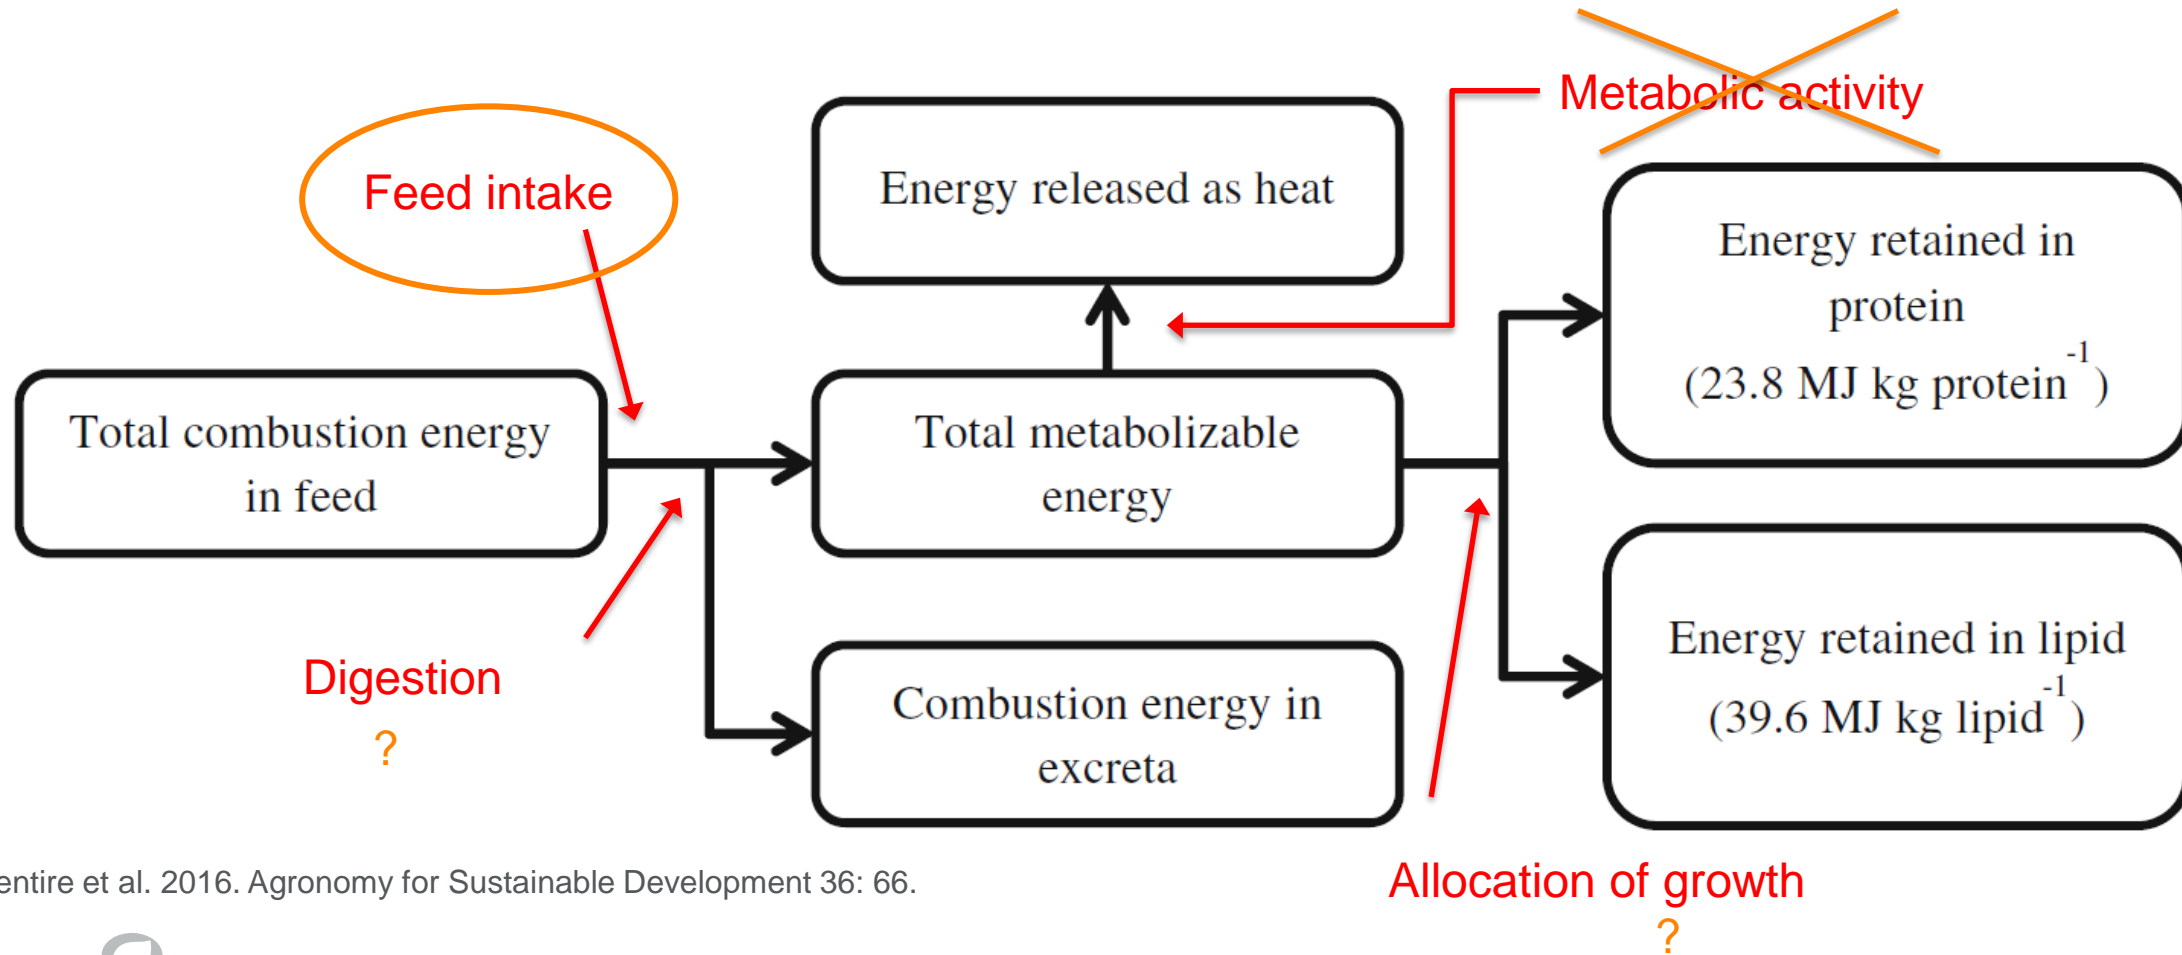 Metabolic activity
Feed intake
Energy released as heat
Energy retained in
protein
(23.8 MJ kg protein-1)
Total combustion energy
in feed
Total metabolizable
energy
Energy retained in lipid
(39.6 MJ kg lipid-1)
Digestion
?
Combustion energy in
excreta
entire et al. 2016. Agronomy for Sustainable Development 36: 66.
Allocation of growth
?